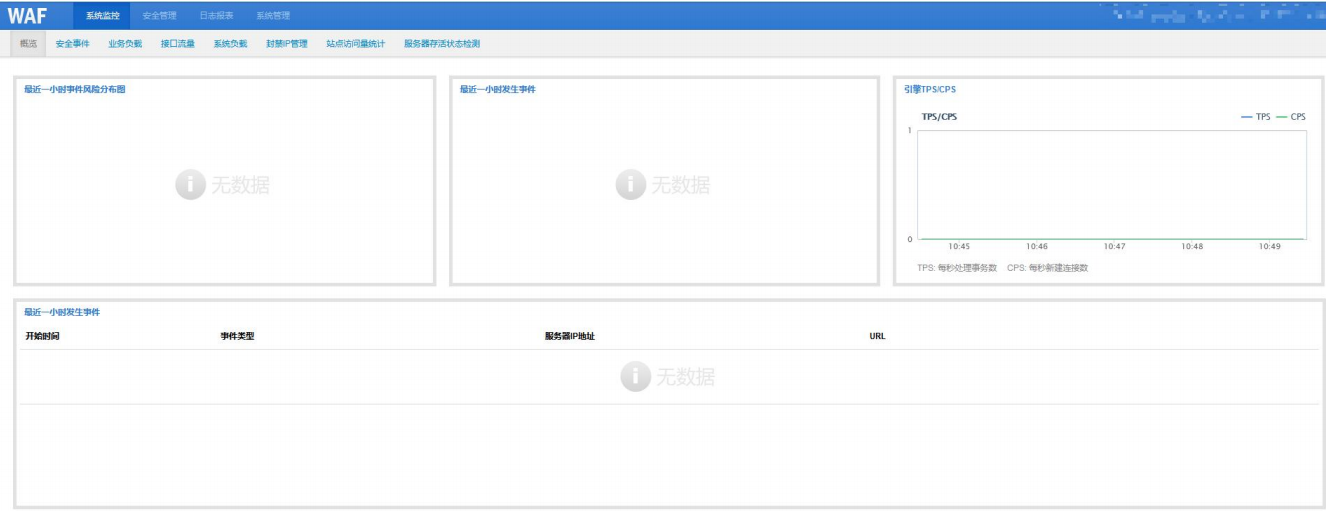 WAF 系统监控 安全管理 日志报表 系统管理
概览 安全事件 业务负载 接口流量 系统负载 封禁IP管理 站点访问量统计 服务器存活状态检测
最近一小时事件风险分布图
无数据
最近一小时发生事件
无数据
引擎TPS/CPS
TPS/CPS TPS CPS
1
0
10:45 10:46 10:47 10:48 10:49
TPS: 每秒处理事务数 CPS: 每秒新建连接数
最近一小时发生事件
开始时间 事件类型 服务器IP地址 URL
无数据